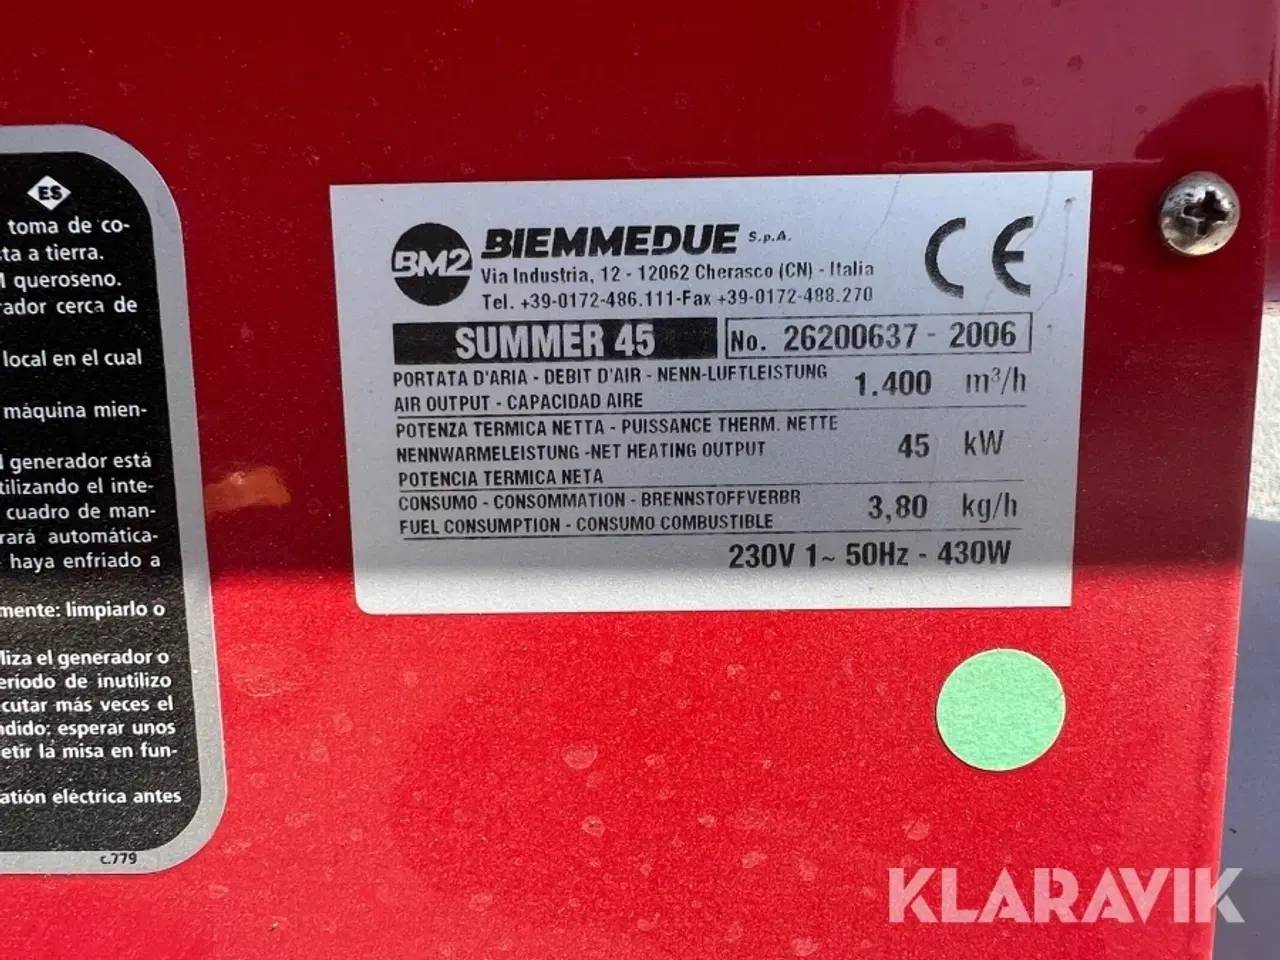 ES
toma de co-
ta a tierra.
queroseno.
rador cerca de
local en el cual
máquina mien-
generador está
tilizando el inte-
cuadro de man-
rará automática-
haya enfriado a
mente: limpiarlo o
liza el generador o
eríodo de inutilizo
cutar más veces el
ndido: esperar unos
etir la misa en fun-
atión eléctrica antes
c.779
BM2 BIEMMEDUE S.p.A.
Via Industria, 12 - 12062 Cherasco (CN) - Italia
Tel. +39-0172-486.111-Fax +39-0172-488.270
CE
SUMMER 45 No. 26200637 - 2006
PORTATA D'ARIA - DEBIT D'AIR - NENN-LUFTLEISTUNG
AIR OUTPUT - CAPACIDAD AIRE
1.400 m³/h
POTENZA TERMICA NETTA - PUISSANCE THERM. NETTE
NENNWARMELEISTUNG -NET HEATING OUTPUT
POTENCIA TERMICA NETA
45 kW
CONSUMO - CONSOMMATION - BRENNSTOFFVERBR
FUEL CONSUMPTION - CONSUMO COMBUSTIBLE
3,80 kg/h
230V 1~ 50Hz - 430W
KLARAVIK